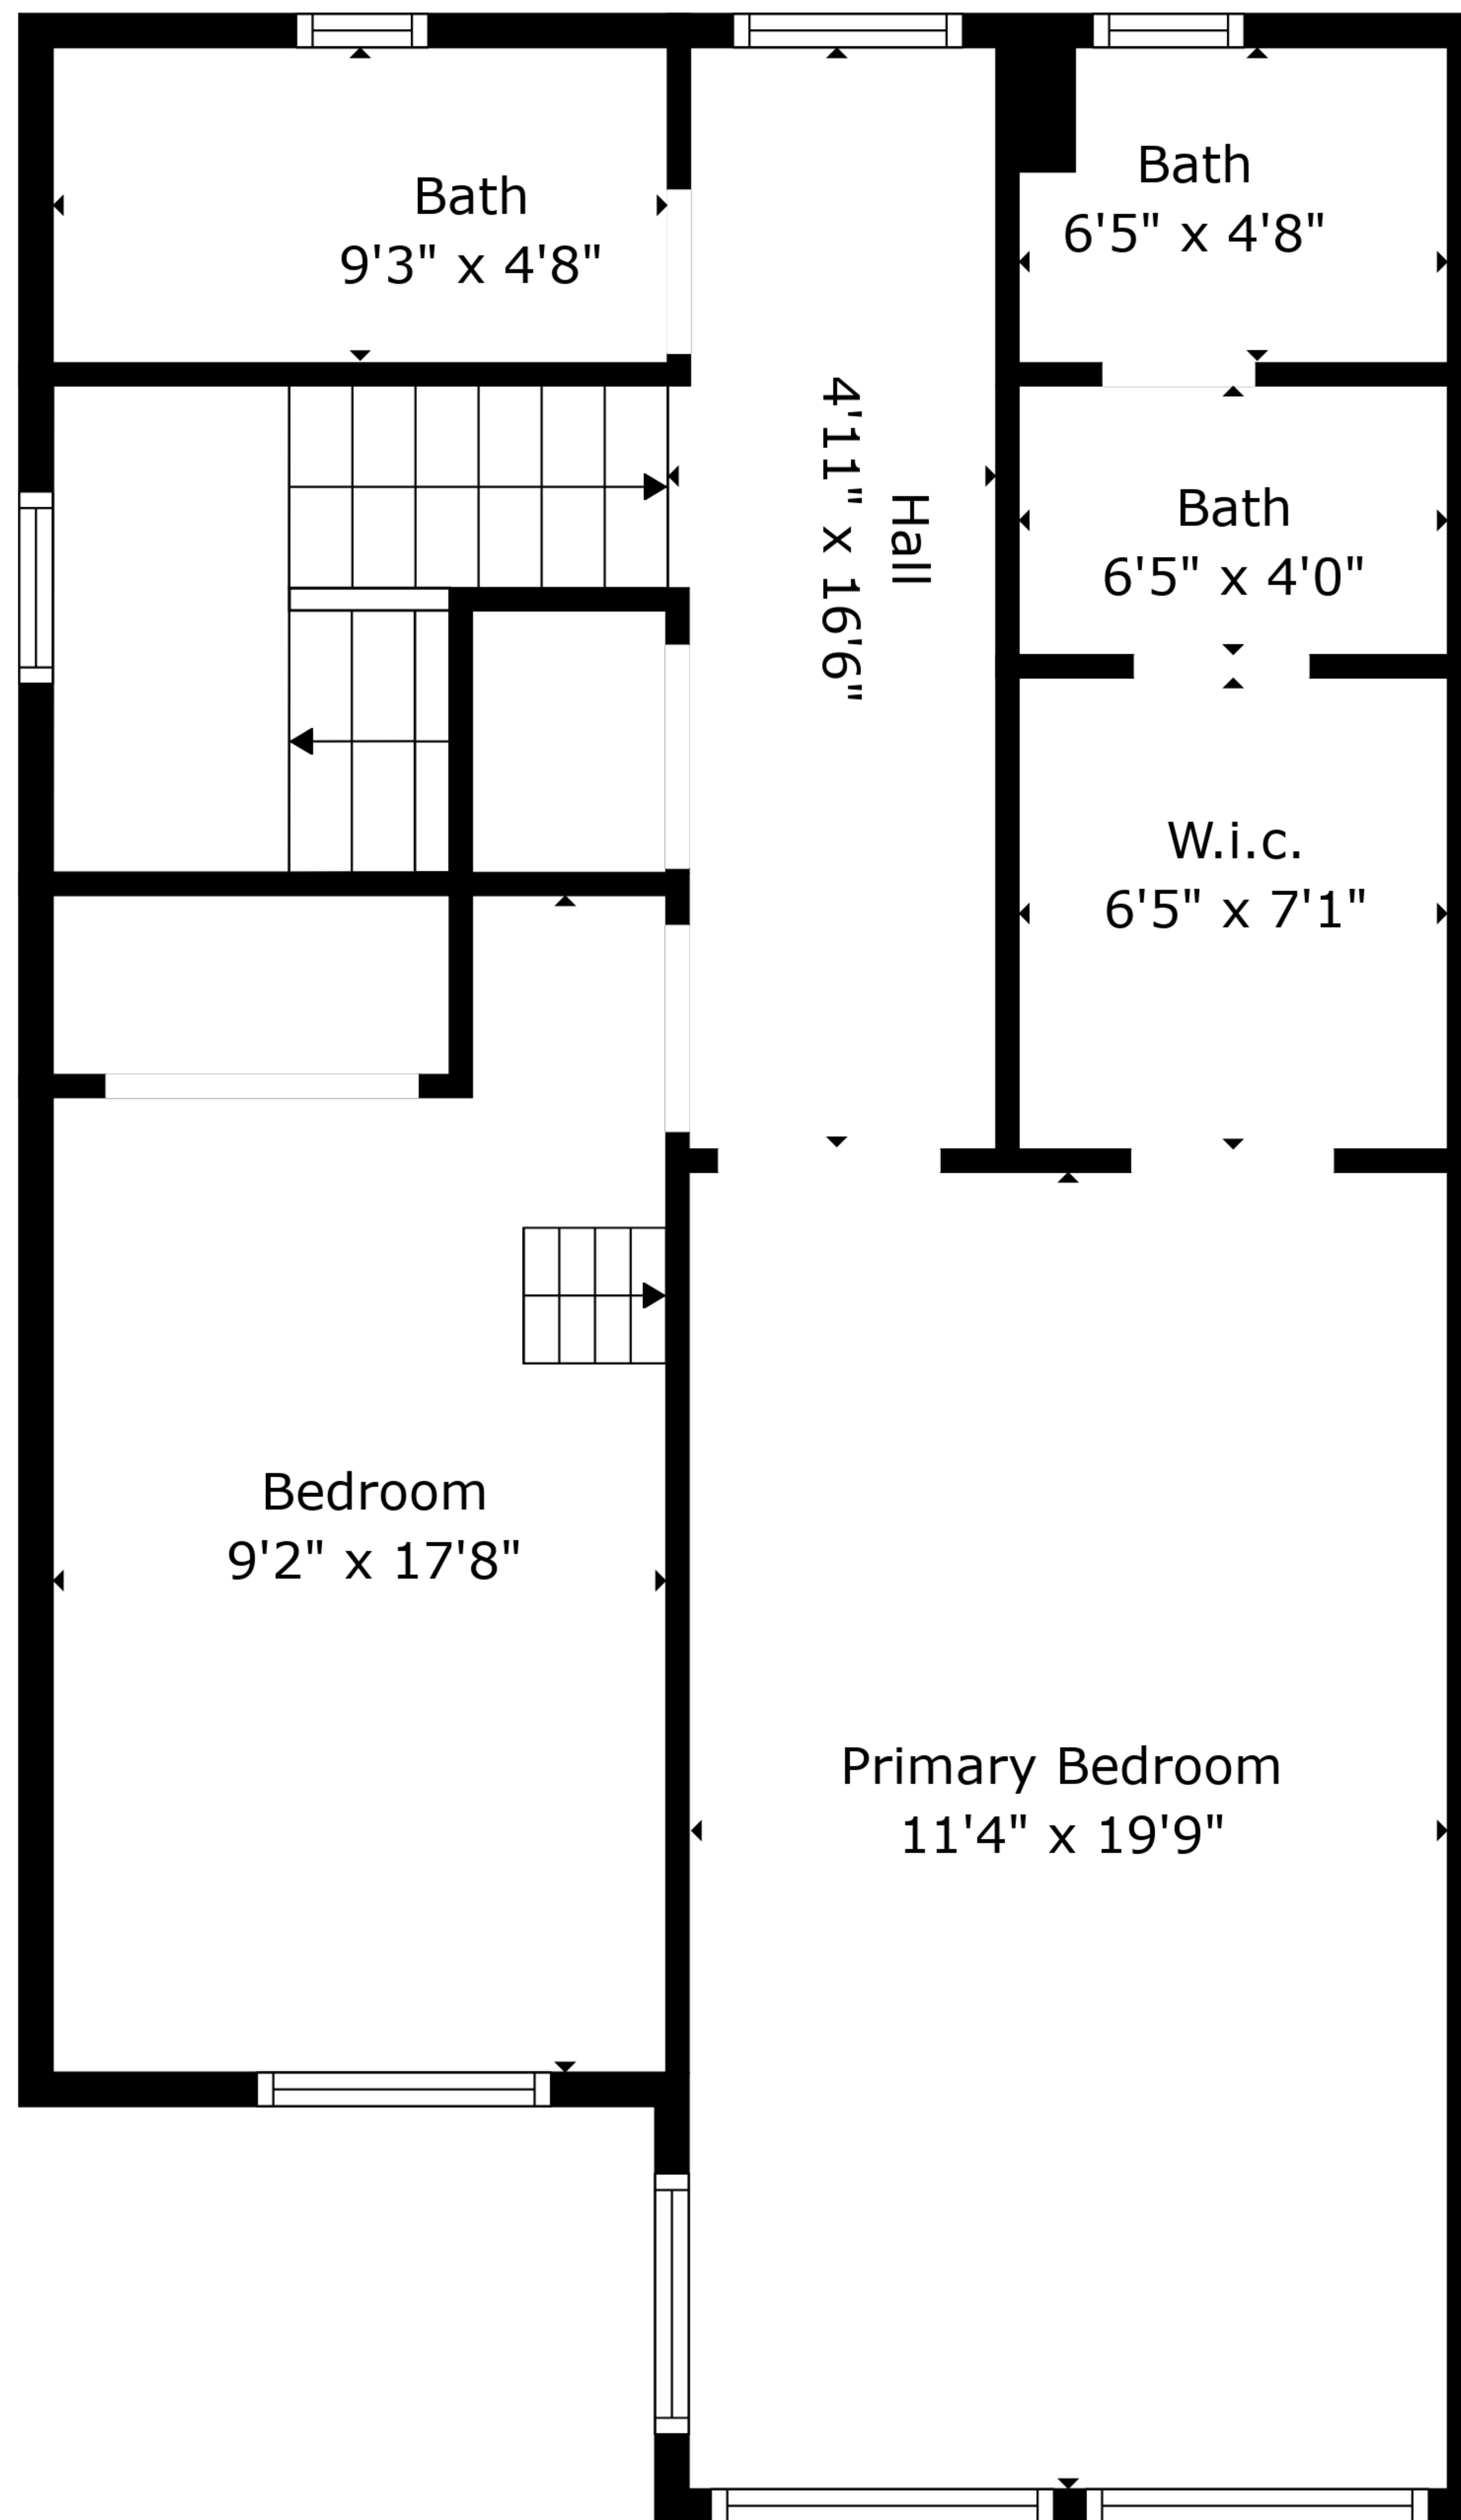 Bath
9'3" x 4'8"
Bath
6'5" x 4'8"
Hall
4'11" x 16'6"
Bath
6'5" x 4'0"
W.i.c.
6'5" x 7'1"
Bedroom
9'2" x 17'8"
Primary Bedroom
11'4" x 19'9"